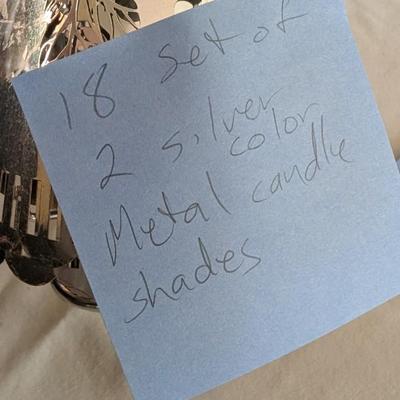 18 set of
2 silver
color
Metal candle
shades